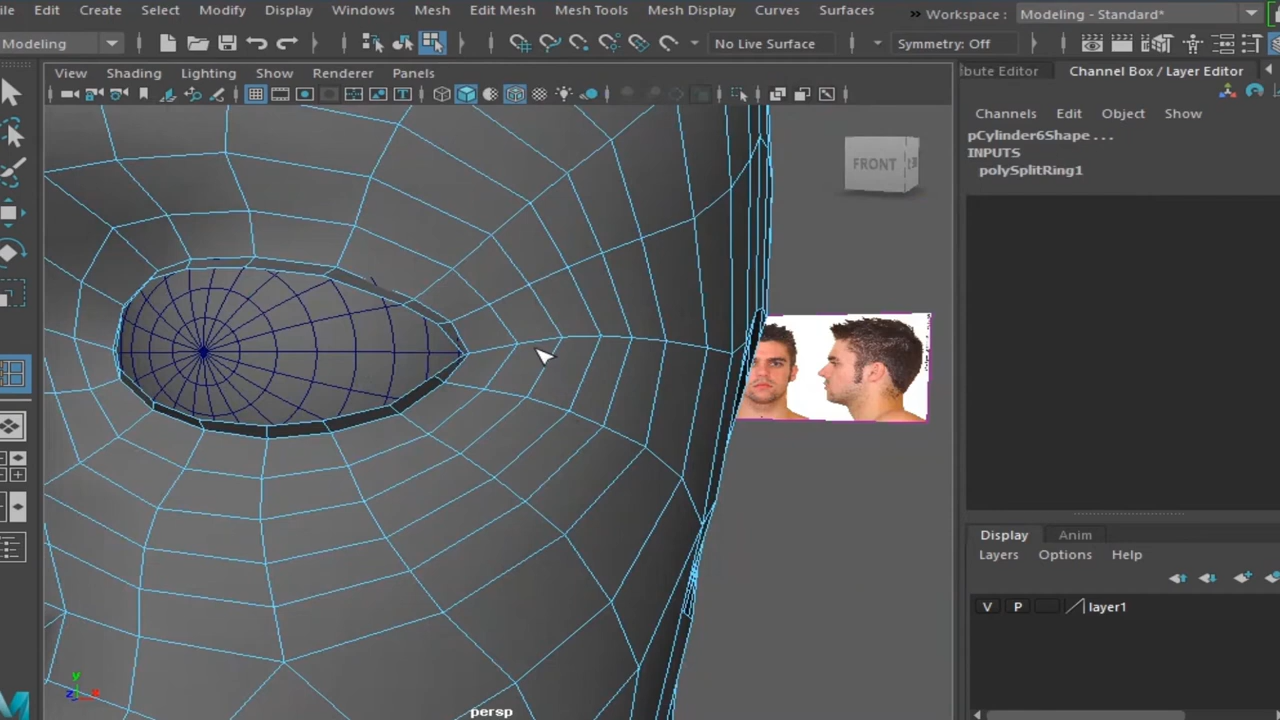 ile Edit Create Select Modify Display Windows Mesh Edit Mesh Mesh Tools Mesh Display Curves Surfaces » Workspace : Modeling - Standard*
Modeling No Live Surface Symmetry: Off
View Shading Lighting Show Renderer Panels
bute Editor Channel Box / Layer Editor
Channels Edit Object Show
pCylinder6Shape . . .
INPUTS
polySplitRing1
FRONT
Display Anim
Layers Options Help
V P layer1
y
z x
persp